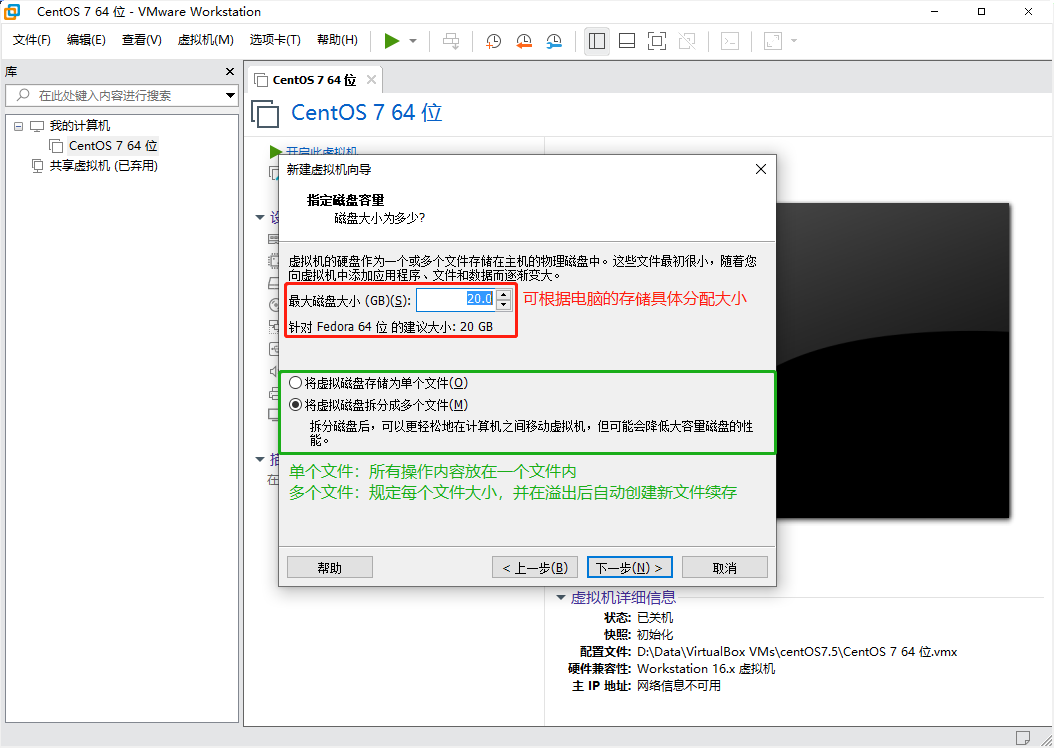 CentOS 7 64 位 - VMware Workstation
文件(F) 编辑(E) 查看(V) 虚拟机(M) 选项卡(T) 帮助(H)
库
在此处键入内容进行搜索
我的计算机
CentOS 7 64 位
共享虚拟机 (已弃用)
CentOS 7 64 位
CentOS 7 64 位
开启此虚拟机
新建虚拟机向导
指定磁盘容量
磁盘大小为多少?
虚拟机的硬盘作为一个或多个文件存储在主机的物理磁盘中。这些文件最初很小，随着您
向虚拟机中添加应用程序、文件和数据而逐渐变大。
最大磁盘大小 (GB)(S): 20.0 可根据电脑的存储具体分配大小
针对 Fedora 64 位 的建议大小: 20 GB
将虚拟磁盘存储为单个文件(O)
将虚拟磁盘拆分成多个文件(M)
拆分磁盘后，可以更轻松地在计算机之间移动虚拟机，但可能会降低大容量磁盘的性
能。
单个文件：所有操作内容放在一个文件内
多个文件：规定每个文件大小，并在溢出后自动创建新文件续存
帮助 < 上一步(B) 下一步(N) > 取消
虚拟机详细信息
状态: 已关机
快照: 初始化
配置文件: D:\Data\VirtualBox VMs\centOS7.5\CentOS 7 64 位.vmx
硬件兼容性: Workstation 16.x 虚拟机
主 IP 地址: 网络信息不可用